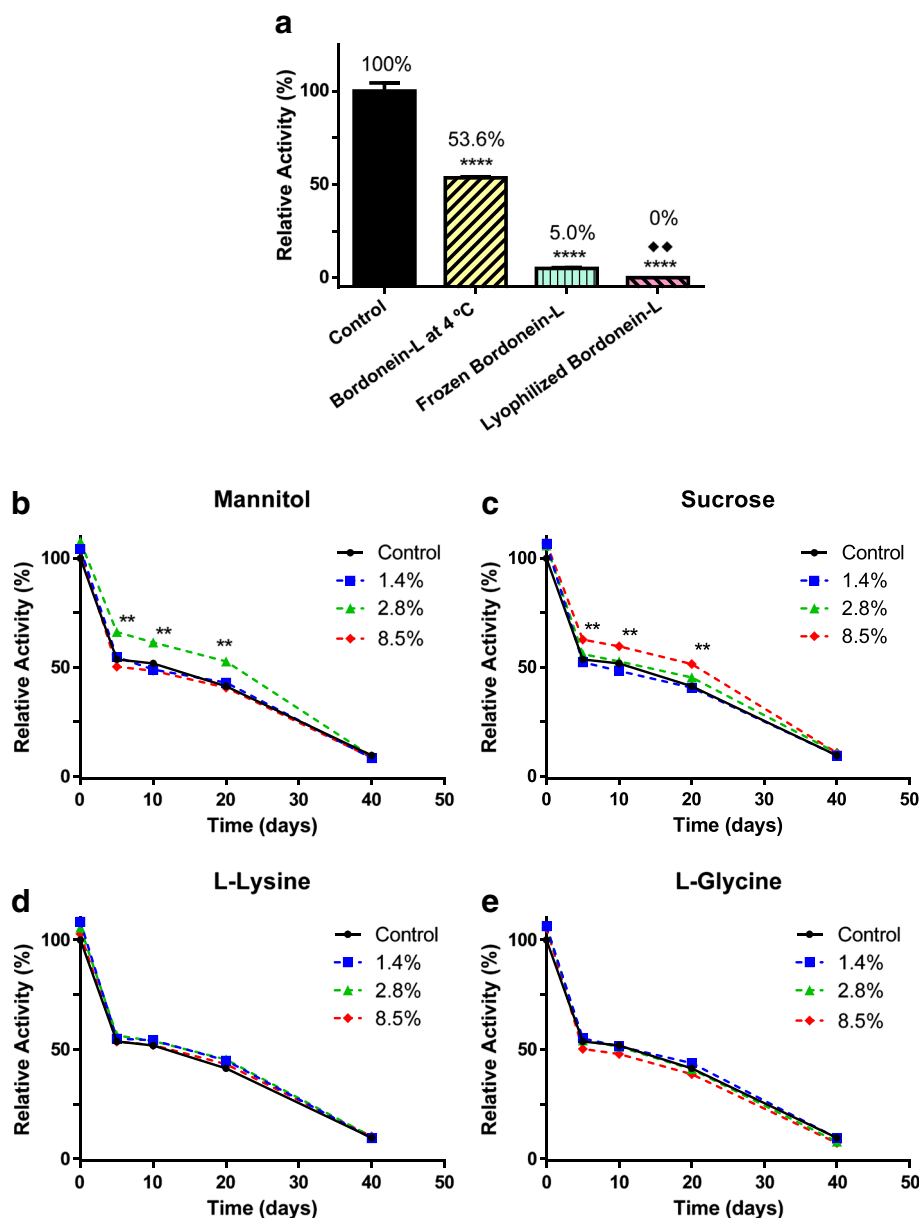 a
Relative Activity (%)
100
50
0
100%
53.6%
****
5.0%
****
0%
◆◆
****
Control
Bordonein-L at 4 ºC
Frozen Bordonein-L
Lyophilized Bordonein-L
b
Mannitol
Relative Activity (%)
100
50
0
** ** **
Control
1.4%
2.8%
8.5%
0 10 20 30 40 50
Time (days)
c
Sucrose
Relative Activity (%)
100
50
0
** ** **
Control
1.4%
2.8%
8.5%
0 10 20 30 40 50
Time (days)
d
L-Lysine
Relative Activity (%)
100
50
0
Control
1.4%
2.8%
8.5%
0 10 20 30 40 50
Time (days)
e
L-Glycine
Relative Activity (%)
100
50
0
Control
1.4%
2.8%
8.5%
0 10 20 30 40 50
Time (days)